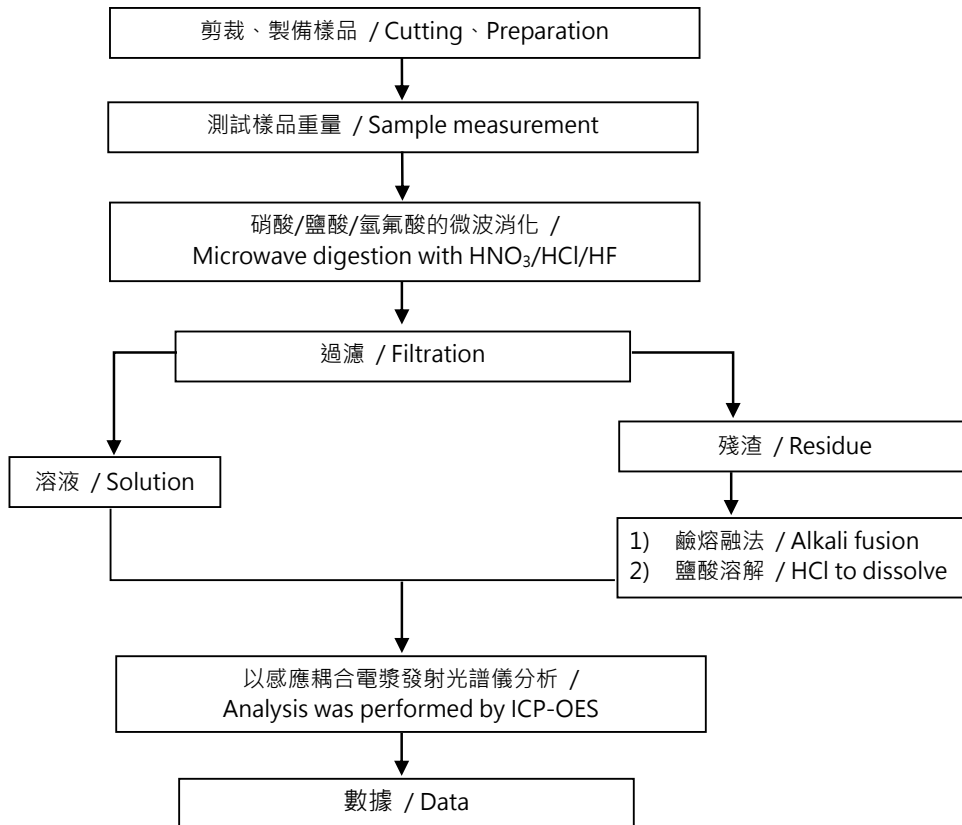 剪裁、製備樣品 / Cutting、Preparation
測試樣品重量 / Sample measurement
硝酸/鹽酸/氫氟酸的微波消化 /
Microwave digestion with HNO₃/HCl/HF
過濾 / Filtration
溶液 / Solution
殘渣 / Residue
1) 鹼熔融法 / Alkali fusion
2) 鹽酸溶解 / HCl to dissolve
以感應耦合電漿發射光譜儀分析 /
Analysis was performed by ICP-OES
數據 / Data